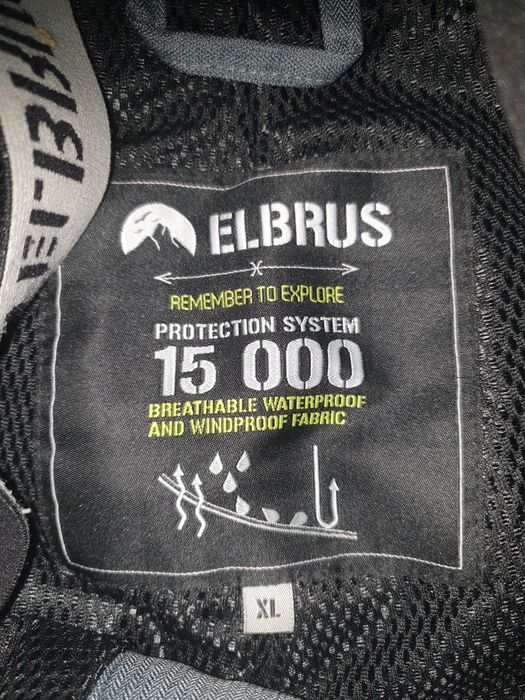 ELBRUS
REMEMBER TO EXPLORE
PROTECTION SYSTEM
15 000
BREATHABLE WATERPROOF
AND WINDPROOF FABRIC
XL